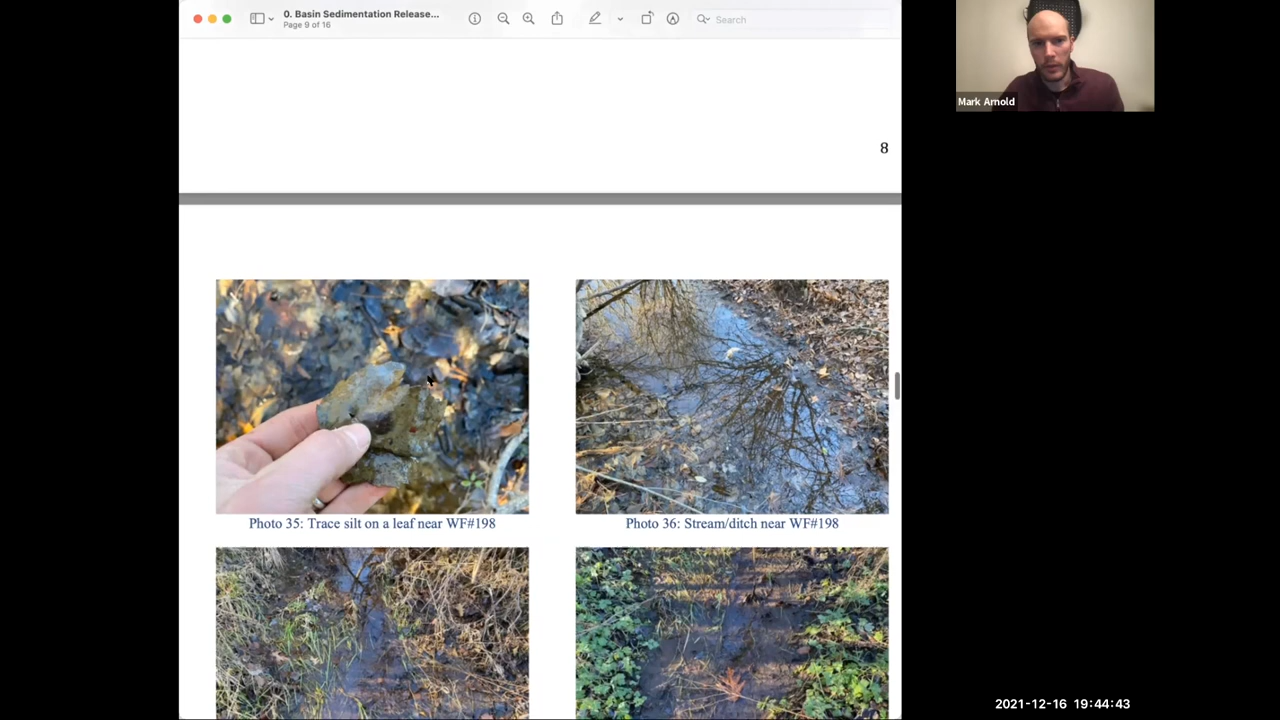 0. Basin Sedimentation Release...
Page 9 of 16
Search
Mark Arnold
8
Photo 35: Trace silt on a leaf near WF#198
Photo 36: Stream/ditch near WF#198
2021-12-16 19:44:43